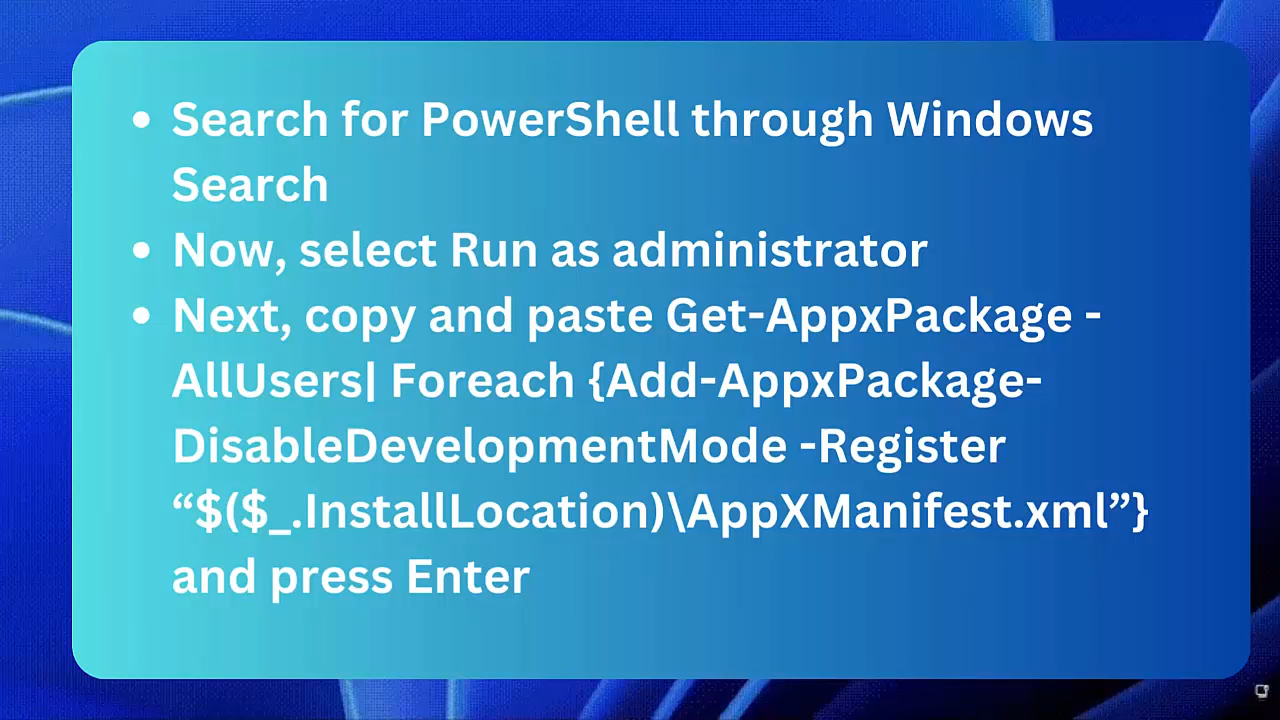 • Search for PowerShell through Windows
Search
• Now, select Run as administrator
• Next, copy and paste Get-AppxPackage -
AllUsers| Foreach {Add-AppxPackage-
DisableDevelopmentMode -Register
“$($_.InstallLocation)\AppXManifest.xml”}
and press Enter